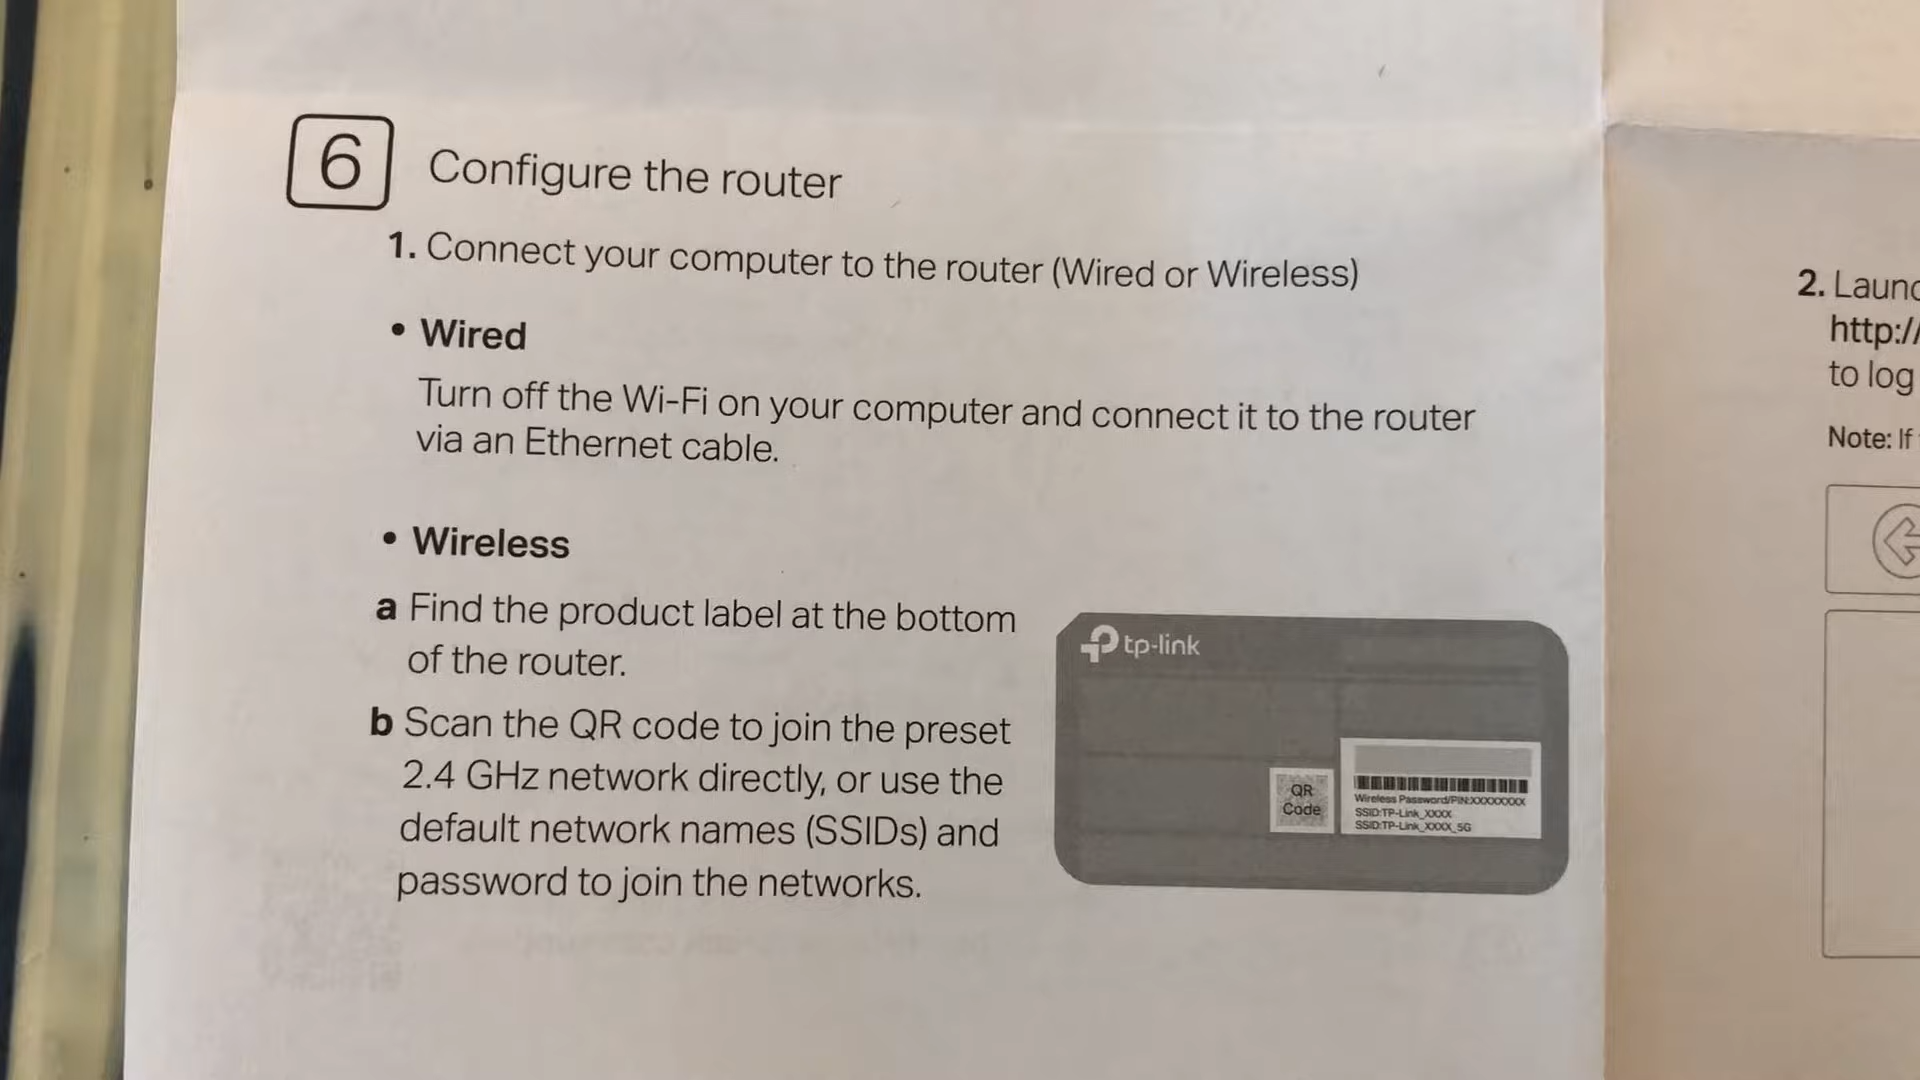 6 Configure the router
1. Connect your computer to the router (Wired or Wireless)
• Wired
Turn off the Wi-Fi on your computer and connect it to the router
via an Ethernet cable.
• Wireless
a Find the product label at the bottom
of the router.
b Scan the QR code to join the preset
2.4 GHz network directly, or use the
default network names (SSIDs) and
password to join the networks.
tp-link
QR
Code
Wireless Password/PIN:XXXXXXXX
SSID:TP-Link_XXXX
SSID:TP-Link_XXXX_5G
2. Launc
http://
to log
Note: If